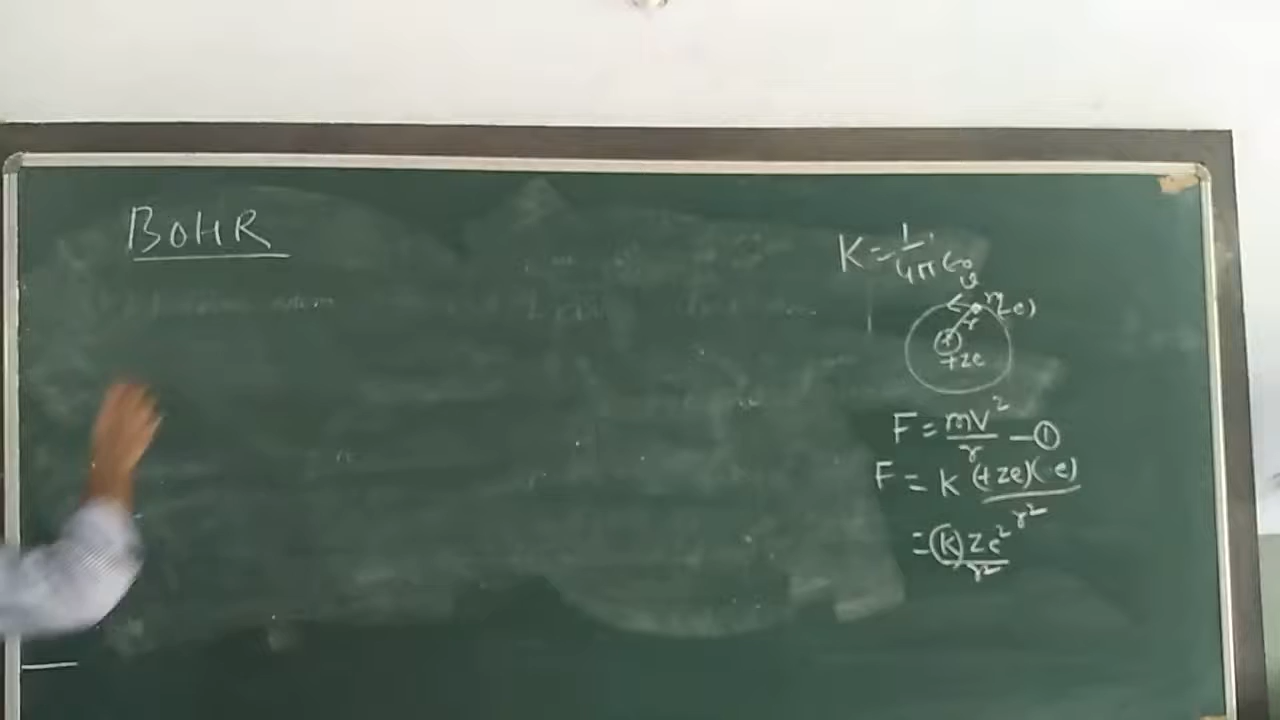 BOHR
K = 1/4πε₀
v
(-e)
r
+
+ze
F = mv²/r —①
F = K (+ze)( e)/r²
= (K) Ze²/r²